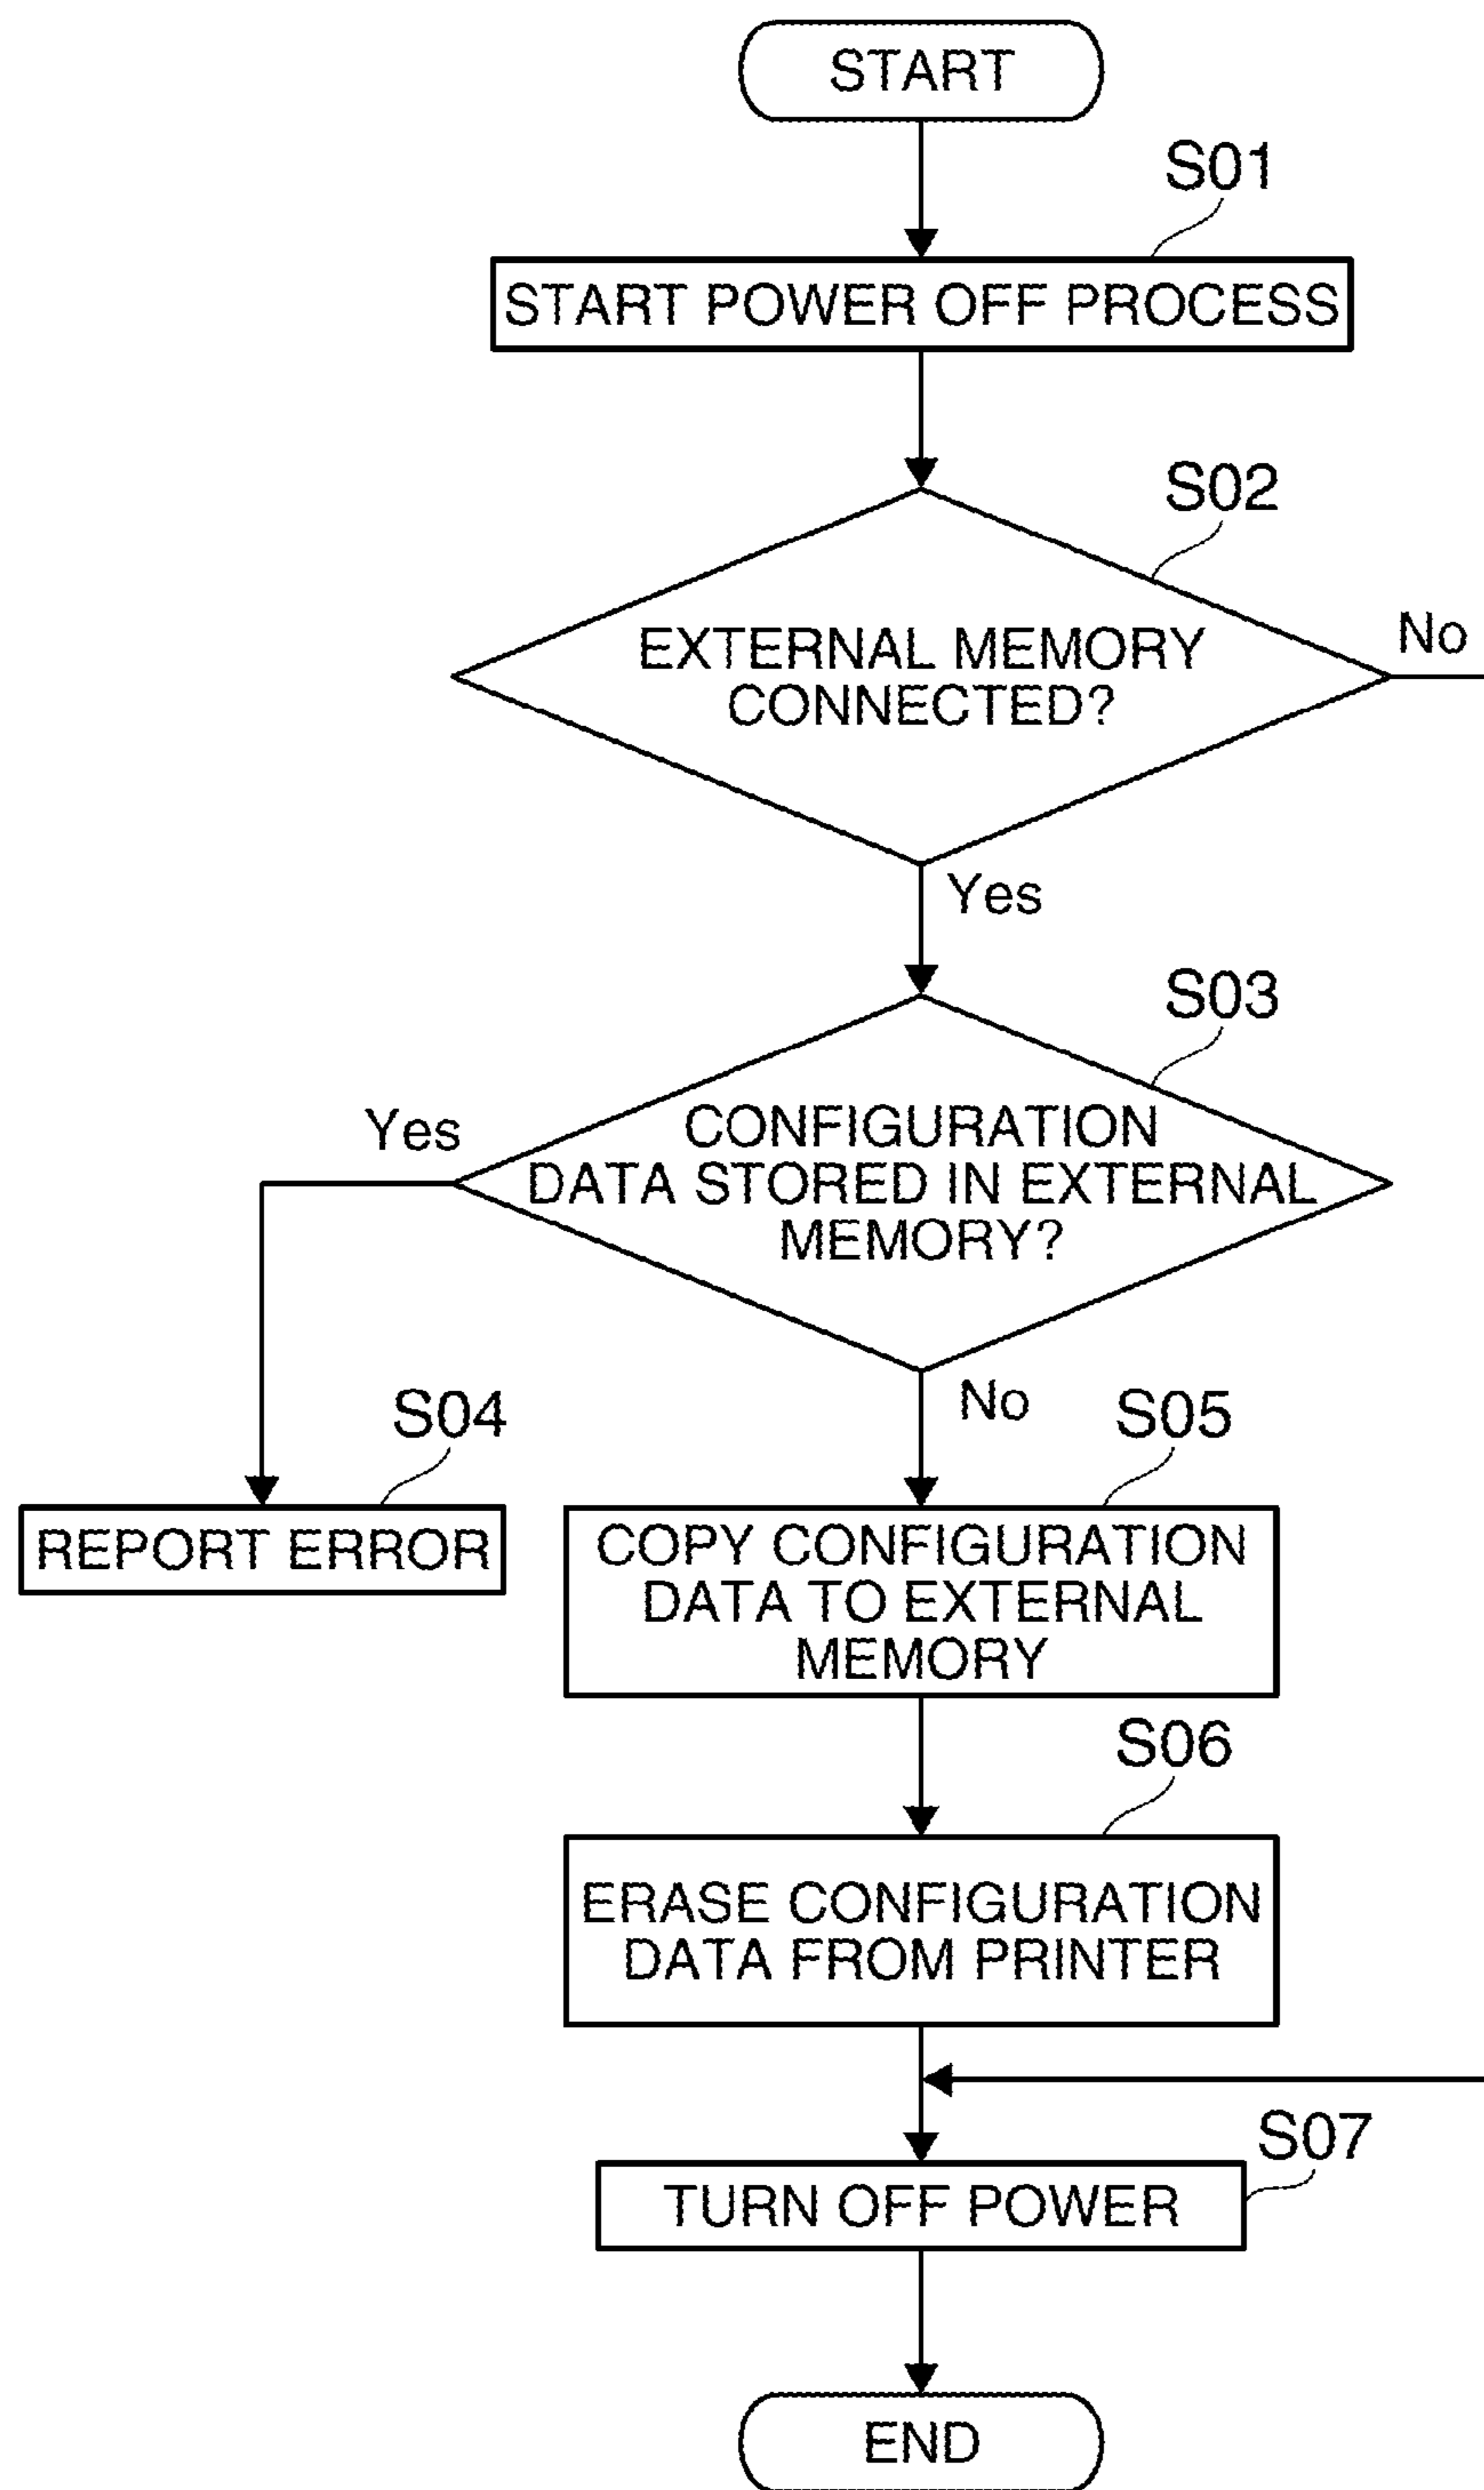 START
S01
START POWER OFF PROCESS
S02
EXTERNAL MEMORY
CONNECTED?
No
Yes
S03
CONFIGURATION
DATA STORED IN EXTERNAL
MEMORY?
Yes
No
S04
REPORT ERROR
S05
COPY CONFIGURATION
DATA TO EXTERNAL
MEMORY
S06
ERASE CONFIGURATION
DATA FROM PRINTER
S07
TURN OFF POWER
END